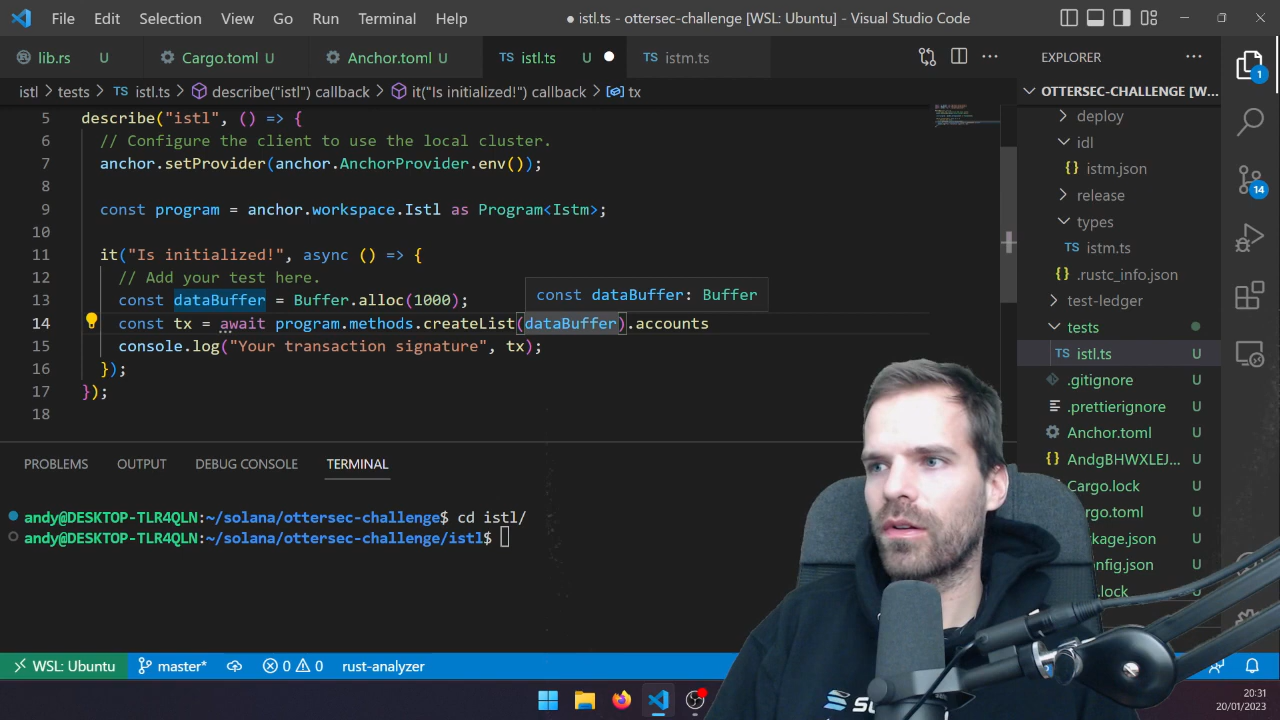 File Edit Selection View Go Run Terminal Help
● istl.ts - ottersec-challenge [WSL: Ubuntu] - Visual Studio Code
lib.rs U
Cargo.toml U
Anchor.toml U
TS istl.ts U
TS istm.ts
istl > tests > TS istl.ts > describe("istl") callback > it("Is initialized!") callback > tx
5 describe("istl", () => {
6 // Configure the client to use the local cluster.
7 anchor.setProvider(anchor.AnchorProvider.env());
8
9 const program = anchor.workspace.Istl as Program<Istm>;
10
11 it("Is initialized!", async () => {
12 // Add your test here.
13 const dataBuffer = Buffer.alloc(1000);
const dataBuffer: Buffer
14 const tx = await program.methods.createList(dataBuffer).accounts
15 console.log("Your transaction signature", tx);
16 });
17 });
18
PROBLEMS OUTPUT DEBUG CONSOLE TERMINAL
andy@DESKTOP-TLR4QLN:~/solana/ottersec-challenge$ cd istl/
andy@DESKTOP-TLR4QLN:~/solana/ottersec-challenge/istl$
EXPLORER
OTTERSEC-CHALLENGE [W...
deploy
idl
{} istm.json
release
types
TS istm.ts
.rustc_info.json
test-ledger
tests
TS istl.ts U
.gitignore U
.prettierignore U
Anchor.toml U
{} AndgBHWXLEJ... U
Cargo.lock U
argo.toml U
ckage.json U
config.json U
.lock U
1
14
WSL: Ubuntu master* 0 0 rust-analyzer
20:31
20/01/2023